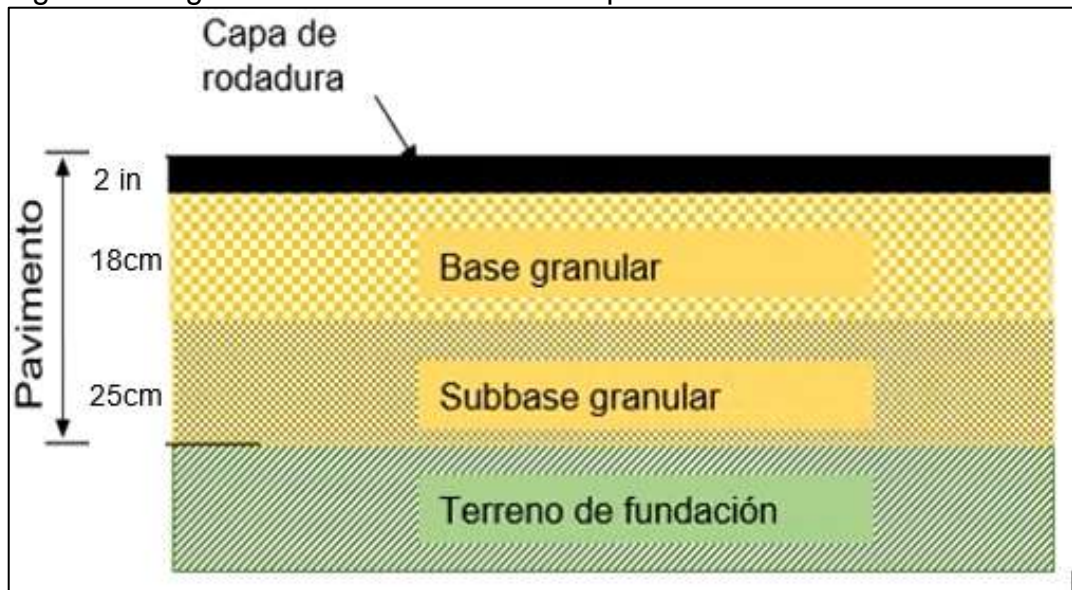 Capa de
rodadura
2 in
Pavimento
18cm
Base granular
25cm
Subbase granular
Terreno de fundación